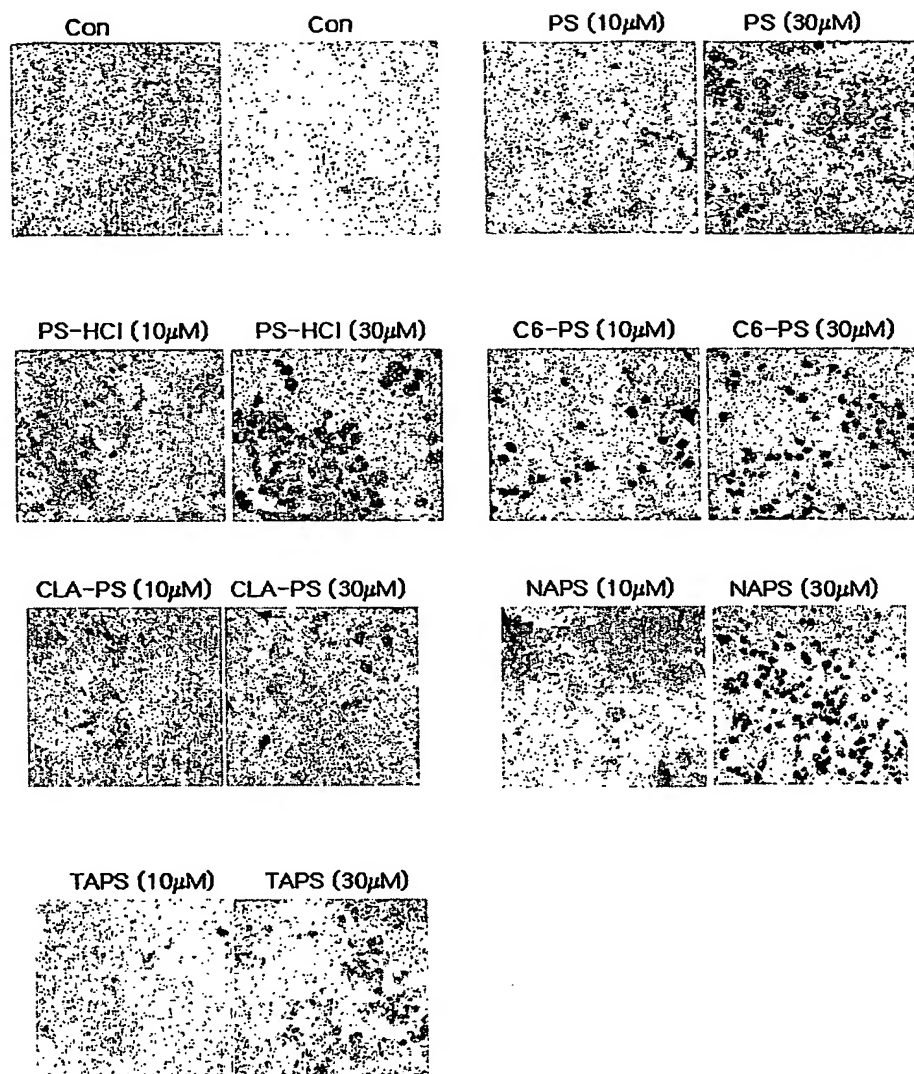 Con Con PS (10μM) PS (30μM)
PS-HCl (10μM) PS-HCl (30μM) C6-PS (10μM) C6-PS (30μM)
CLA-PS (10μM) CLA-PS (30μM) NAPS (10μM) NAPS (30μM)
TAPS (10μM) TAPS (30μM)